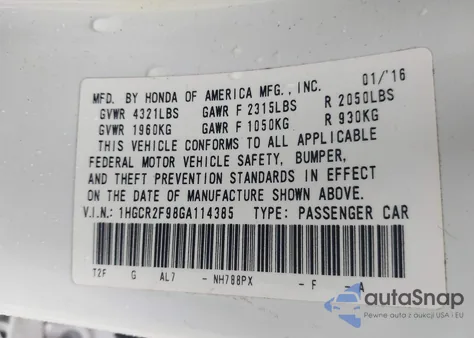 MFD. BY HONDA OF AMERICA MFG., INC. 01/'16
GVWR 4321LBS GAWR F 2315LBS R 2050LBS
GVWR 1960KG GAWR F 1050KG R 930KG
THIS VEHICLE CONFORMS TO ALL APPLICABLE
FEDERAL MOTOR VEHICLE SAFETY, BUMPER,
AND THEFT PREVENTION STANDARDS IN EFFECT
ON THE DATE OF MANUFACTURE SHOWN ABOVE.
V.I.N.: 1HGCR2F98GA114385 TYPE: PASSENGER CAR
T2F G AL7 - NH788PX - F - A
autoSnap
Pewne auta z aukcji USA i EU